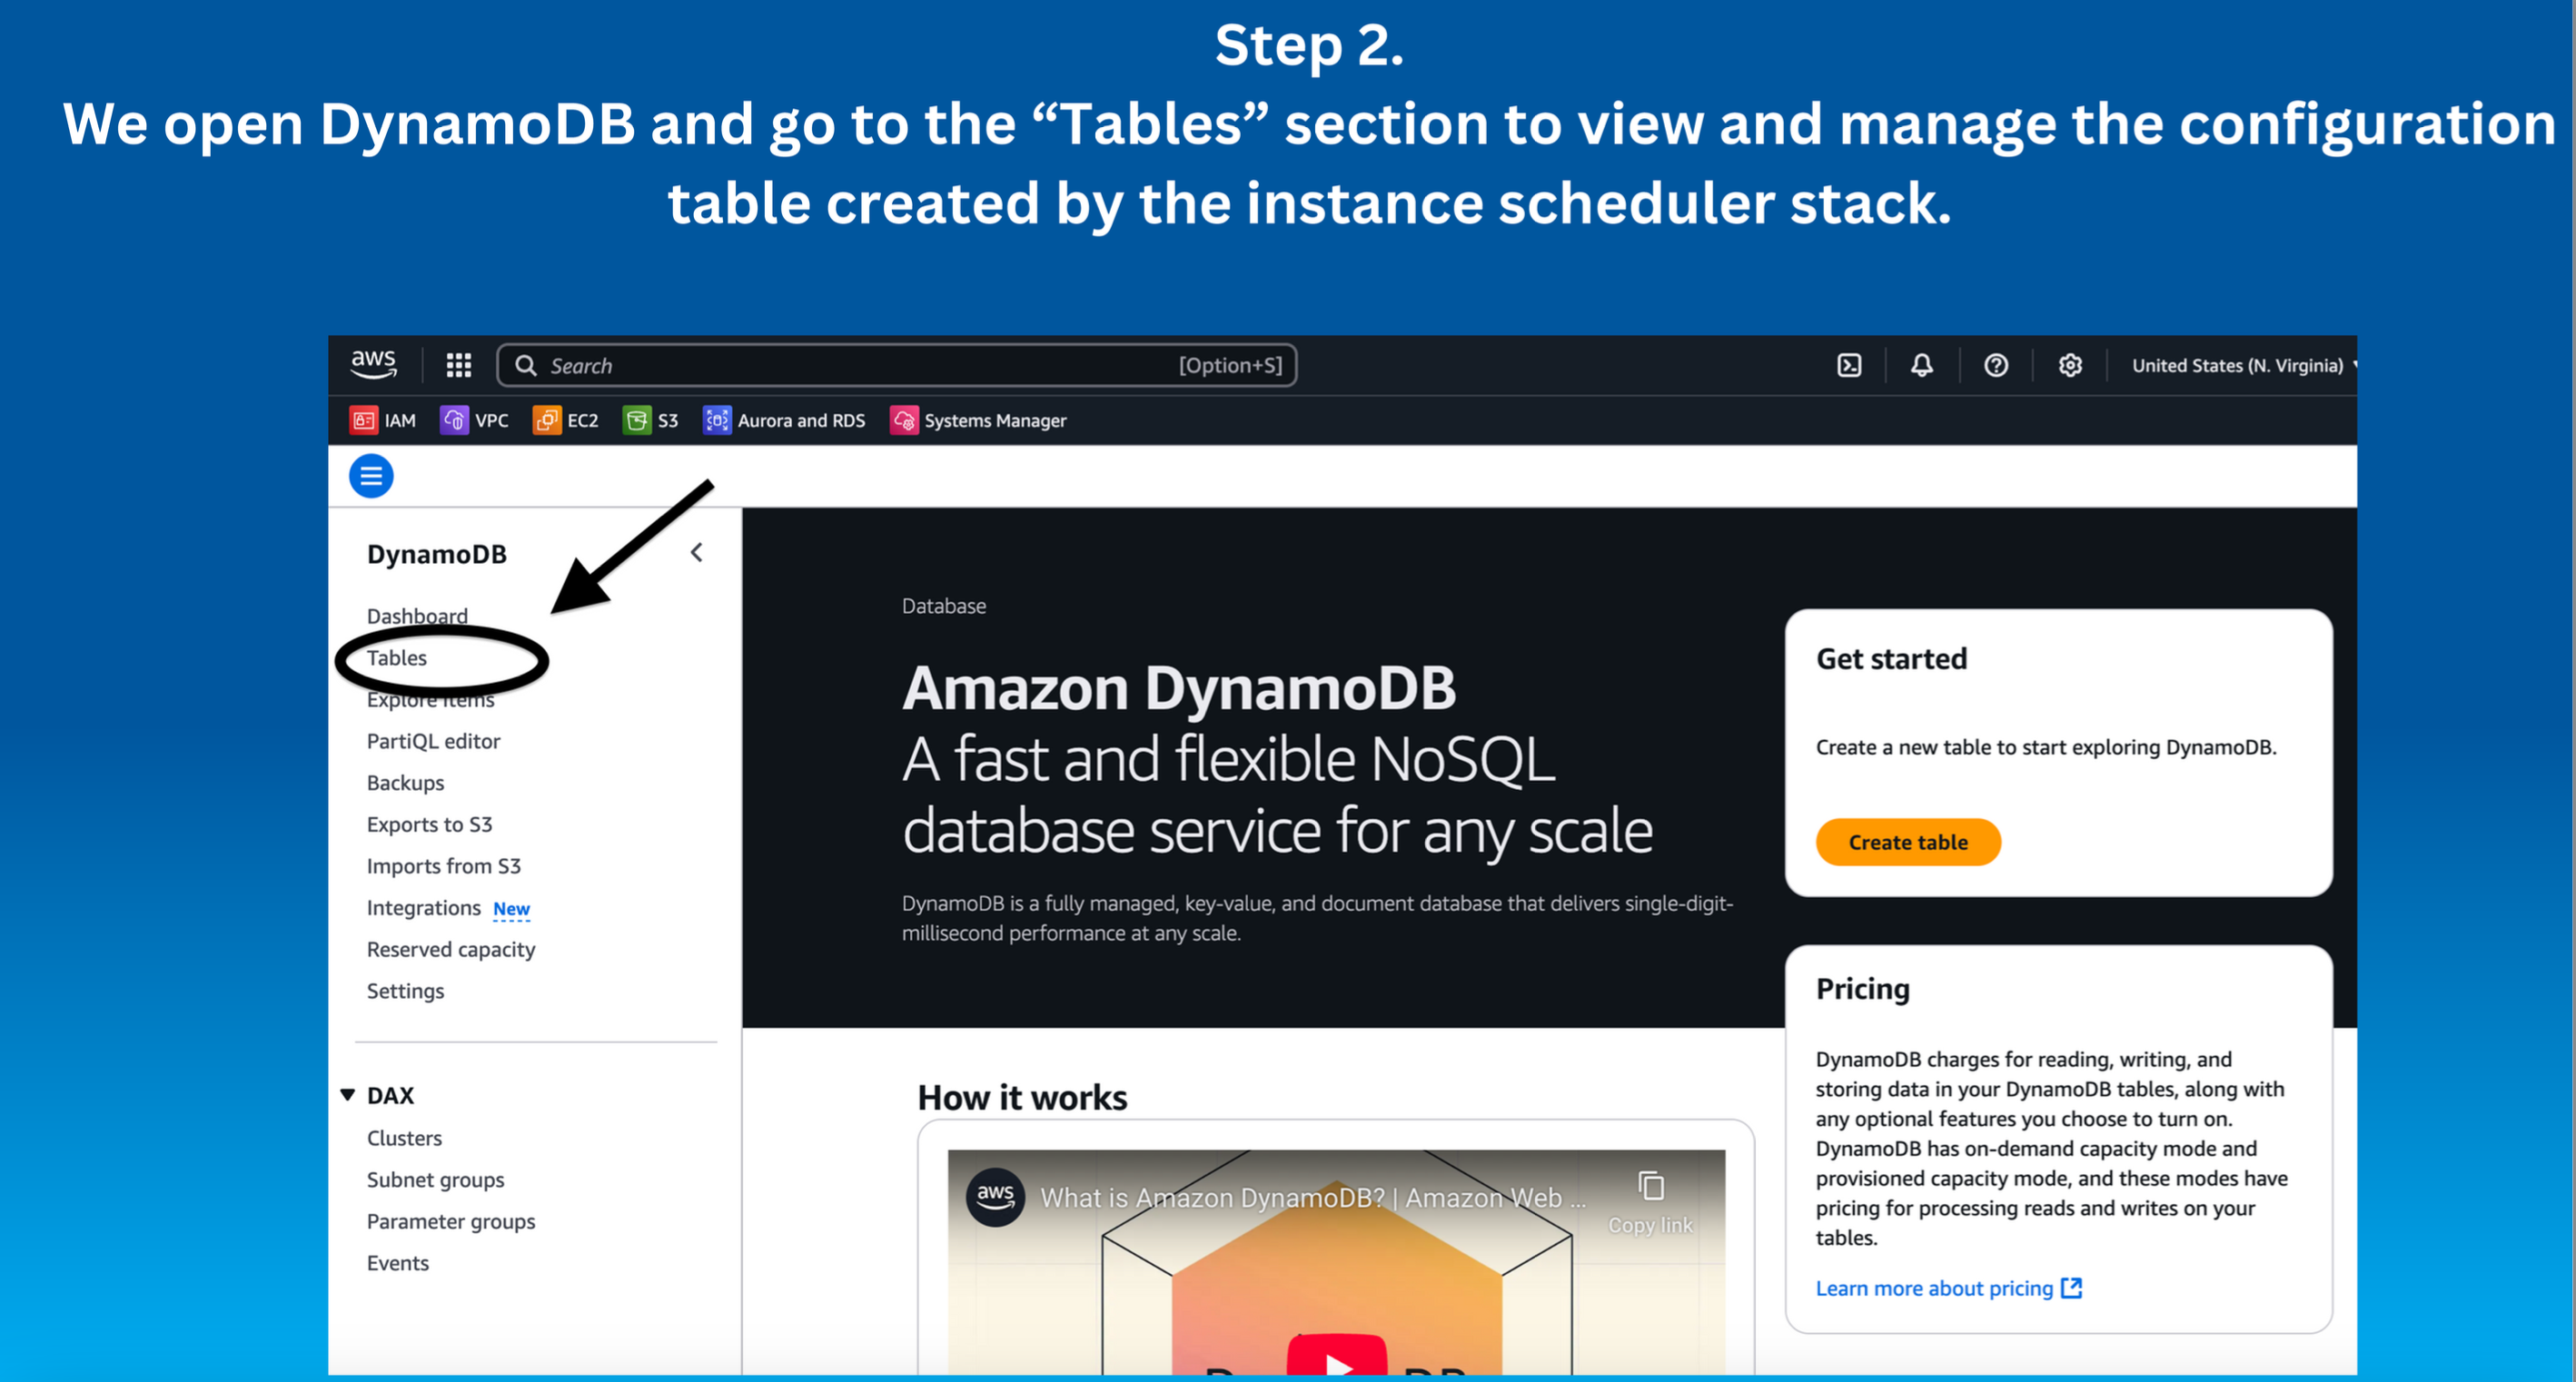 Step 2.
We open DynamoDB and go to the “Tables” section to view and manage the configuration
table created by the instance scheduler stack.
aws
Search
[Option+S]
United States (N. Virginia)
IAM
VPC
EC2
S3
Aurora and RDS
Systems Manager
DynamoDB
Dashboard
Tables
Explore items
PartiQL editor
Backups
Exports to S3
Imports from S3
Integrations New
Reserved capacity
Settings
DAX
Clusters
Subnet groups
Parameter groups
Events
Database
Amazon DynamoDB
A fast and flexible NoSQL
database service for any scale
DynamoDB is a fully managed, key-value, and document database that delivers single-digit-
millisecond performance at any scale.
Get started
Create a new table to start exploring DynamoDB.
Create table
Pricing
DynamoDB charges for reading, writing, and
storing data in your DynamoDB tables, along with
any optional features you choose to turn on.
DynamoDB has on-demand capacity mode and
provisioned capacity mode, and these modes have
pricing for processing reads and writes on your
tables.
Learn more about pricing
How it works
aws
What is Amazon DynamoDB? | Amazon Web ...
Copy link